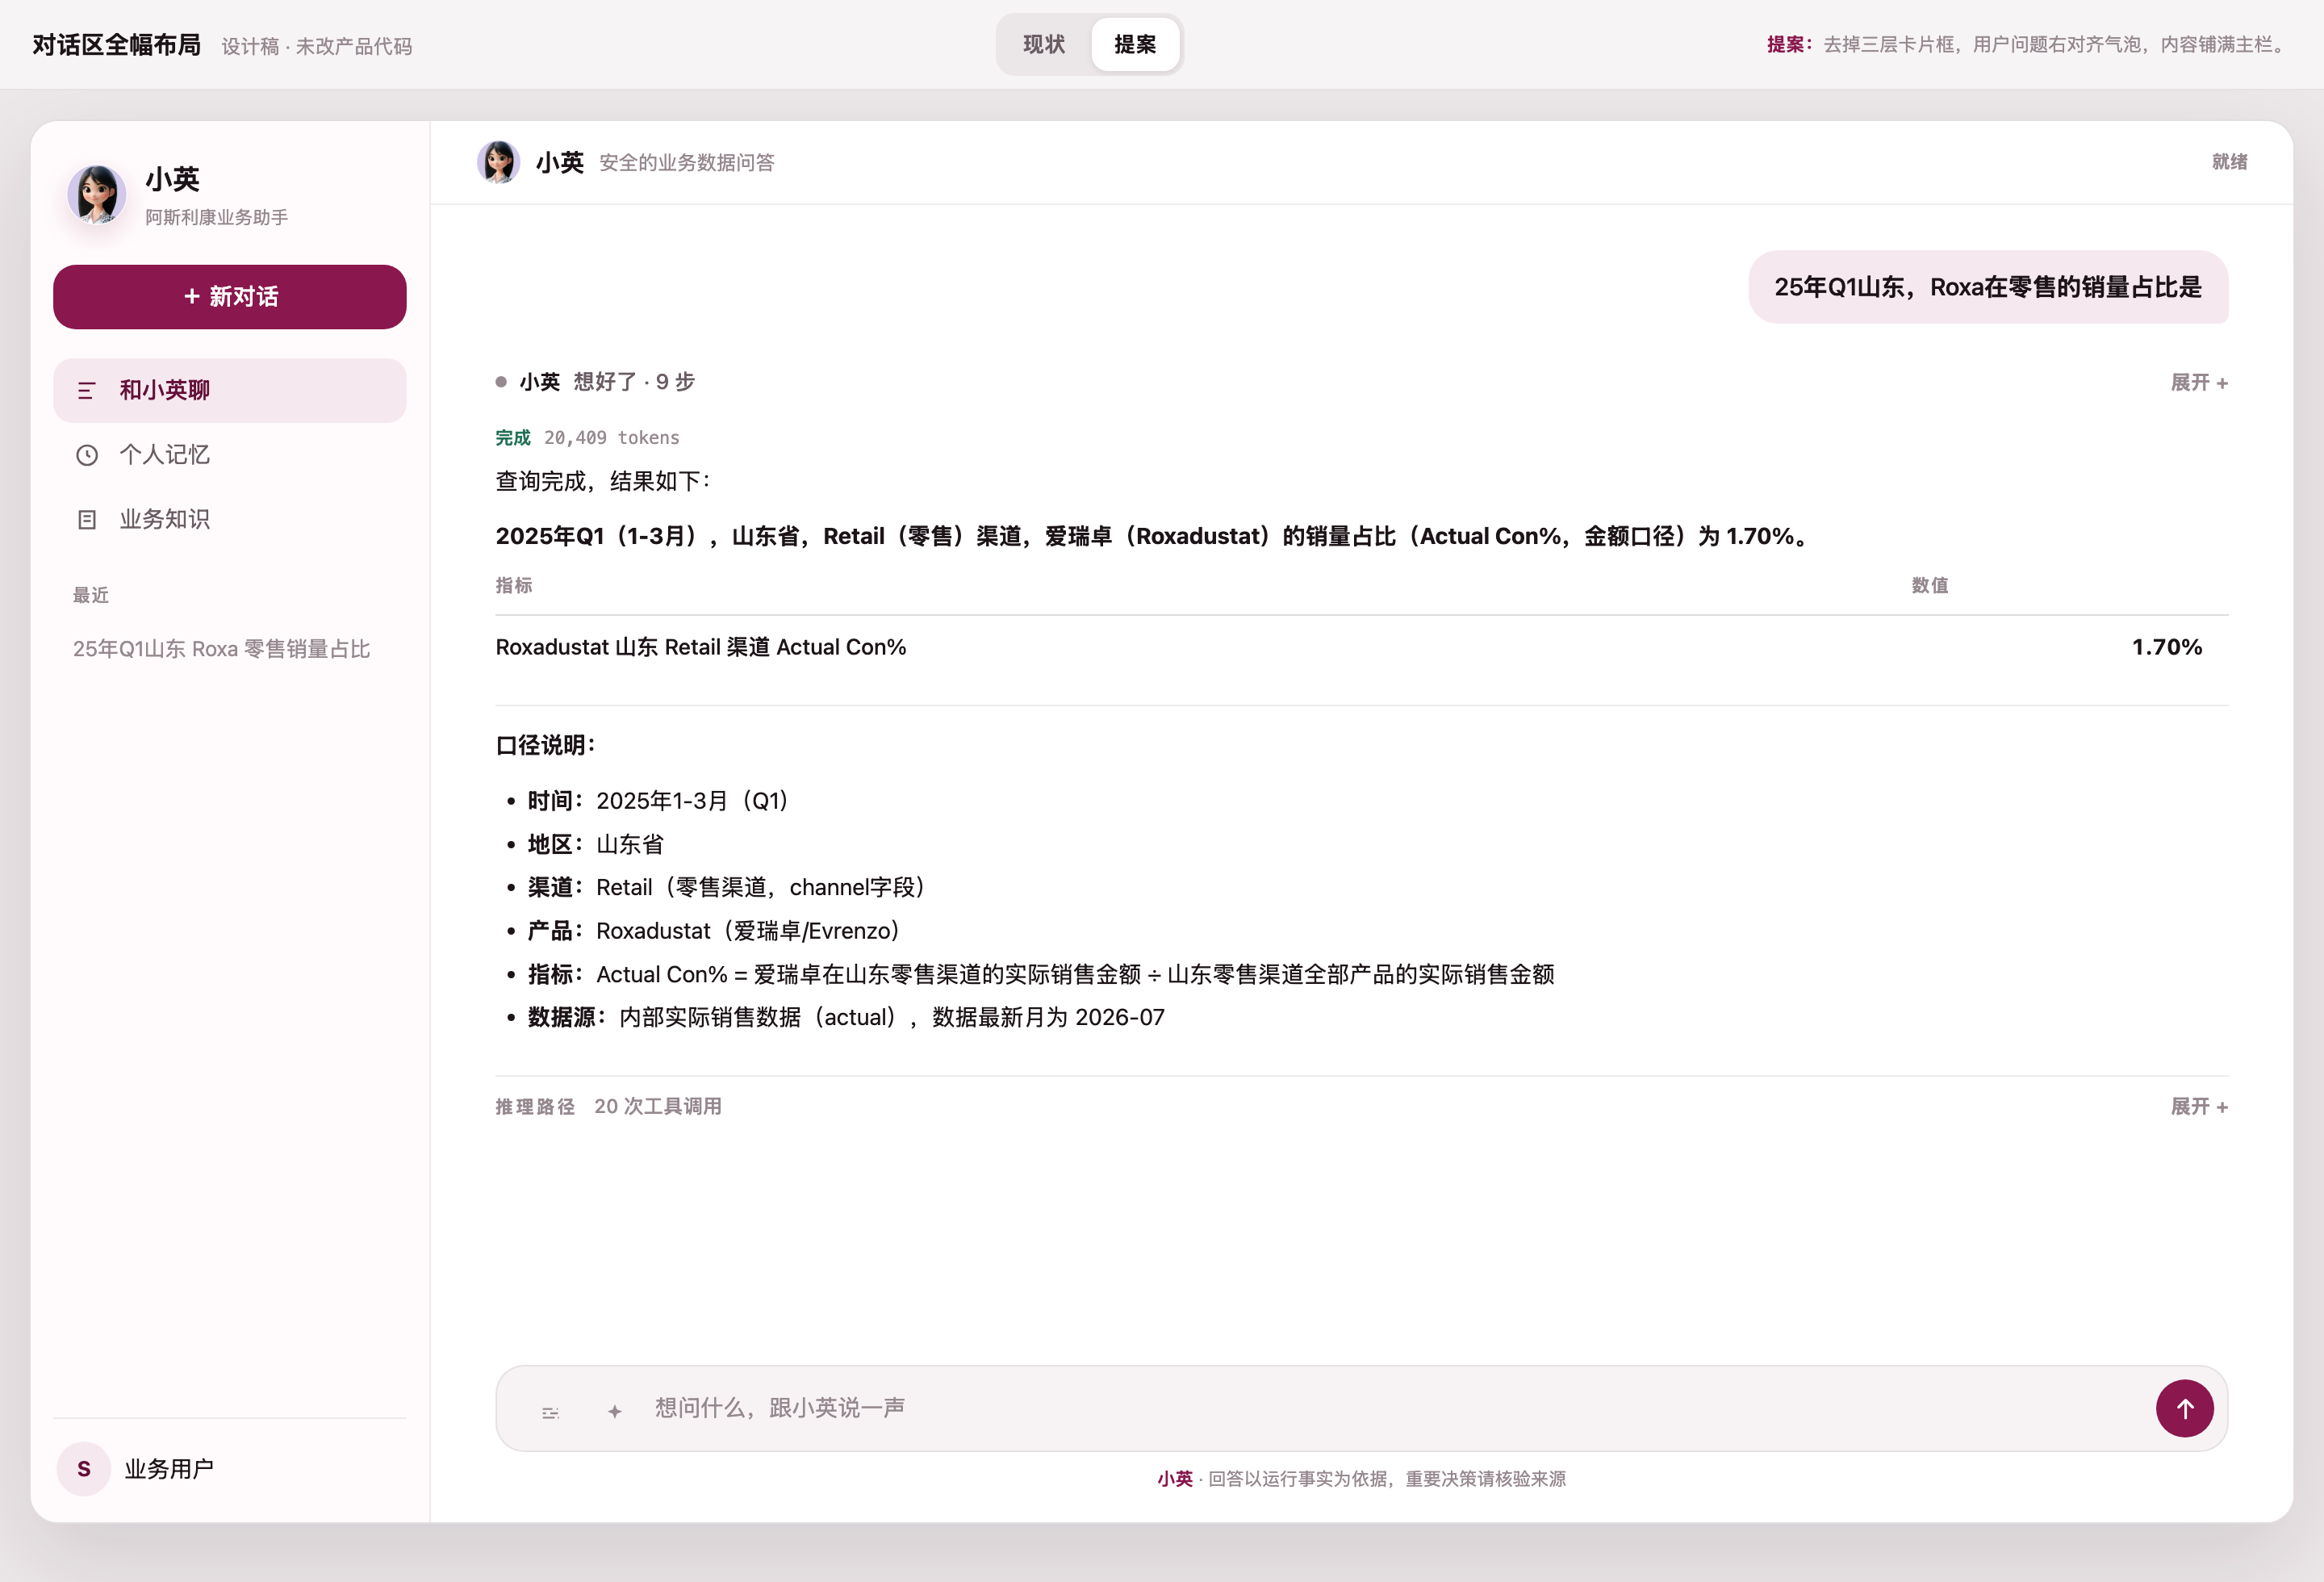 对话区全幅布局 设计稿 · 未改产品代码
现状 提案
提案：去掉三层卡片框，用户问题右对齐气泡，内容铺满主栏。
小英
阿斯利康业务助手
+ 新对话
和小英聊
个人记忆
业务知识
最近
25年Q1山东 Roxa 零售销量占比
S 业务用户
小英 安全的业务数据问答
就绪
25年Q1山东，Roxa在零售的销量占比是
小英 想好了 · 9 步
展开 +
完成 20,409 tokens
查询完成，结果如下：
2025年Q1（1-3月），山东省，Retail（零售）渠道，爱瑞卓（Roxadustat）的销量占比（Actual Con%，金额口径）为 1.70%。
指标 数值
Roxadustat 山东 Retail 渠道 Actual Con% 1.70%
口径说明：
• 时间：2025年1-3月（Q1）
• 地区：山东省
• 渠道：Retail（零售渠道，channel字段）
• 产品：Roxadustat（爱瑞卓/Evrenzo）
• 指标：Actual Con% = 爱瑞卓在山东零售渠道的实际销售金额 ÷ 山东零售渠道全部产品的实际销售金额
• 数据源：内部实际销售数据（actual），数据最新月为 2026-07
推理路径 20 次工具调用
展开 +
想问什么，跟小英说一声
小英 · 回答以运行事实为依据，重要决策请核验来源